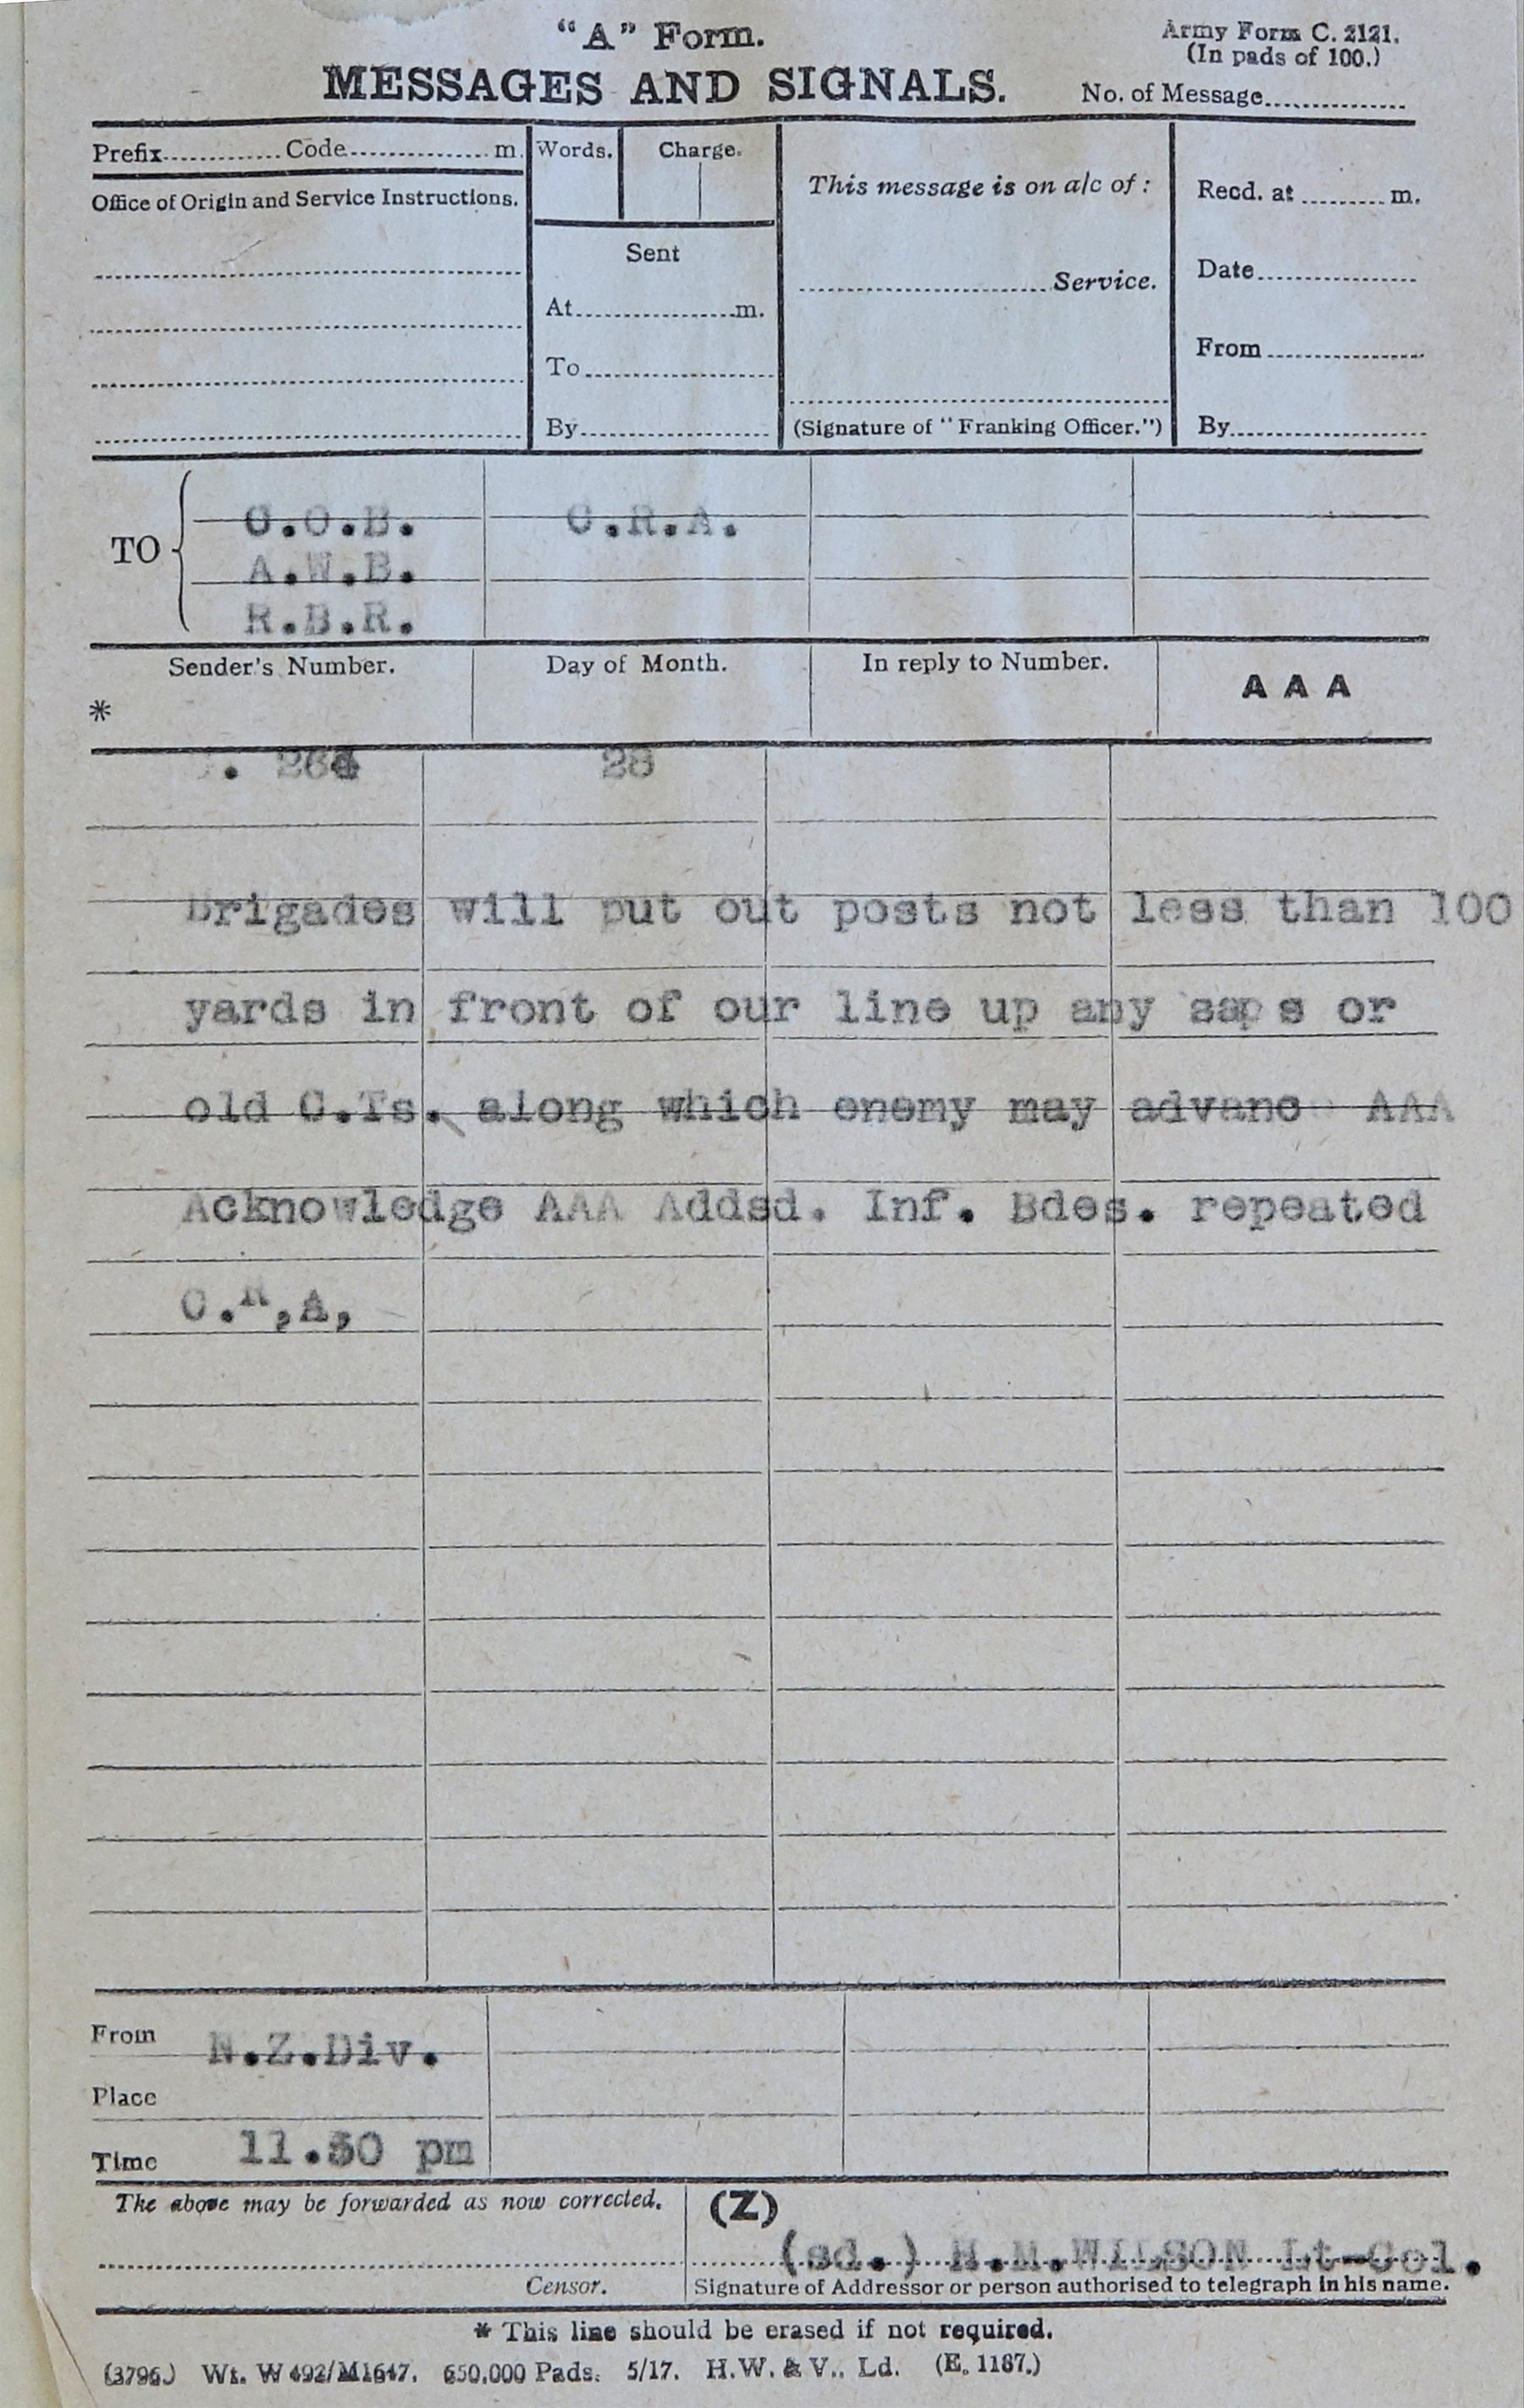 “A” Form.
Army Form C. 2121.
(In pads of 100.)
MESSAGES AND SIGNALS.
No. of Message..............
Prefix............. Code............... m.
Words.
Charge.
Office of Origin and Service Instructions.
Sent
At.................m.
To....................
By....................
This message is on a/c of :
..........................Service.
(Signature of “ Franking Officer.”)
Recd. at ......... m.
Date.................
From.................
By....................
TO
O.O.B.
C.R.A.
A.W.B.
R.B.R.
Sender's Number.
Day of Month.
In reply to Number.
AAA
*
28
Brigades will put out posts not less than 100
yards in front of our line up any saps or
old C.Ts. along which enemy may advanc AAA
Acknowledge AAA Addsd. Inf. Bdes. repeated
C.R,A,
From N.Z.Div.
Place
Time pm
The above may be forwarded as now corrected.
(Z)
(sd.) H.M.WILSON Lt-Col.
Censor.
Signature of Addressor or person authorised to telegraph in his name.
* This line should be erased if not required.
(3796.) Wt. W 492/M1647. 650,000 Pads. 5/17. H.W. & V., Ld. (E. 1187.)